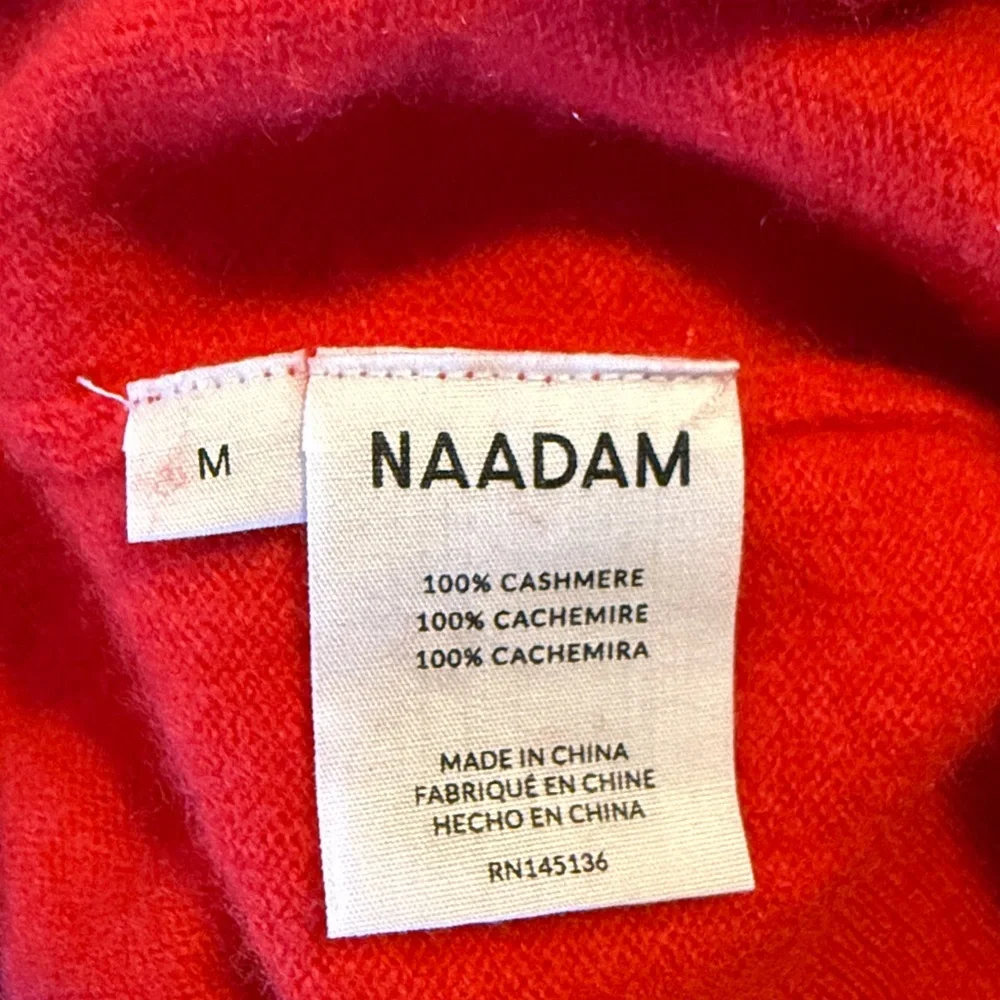 M
NAADAM
100% CASHMERE
100% CACHEMIRE
100% CACHEMIRA
MADE IN CHINA
FABRIQUÉ EN CHINE
HECHO EN CHINA
RN145136